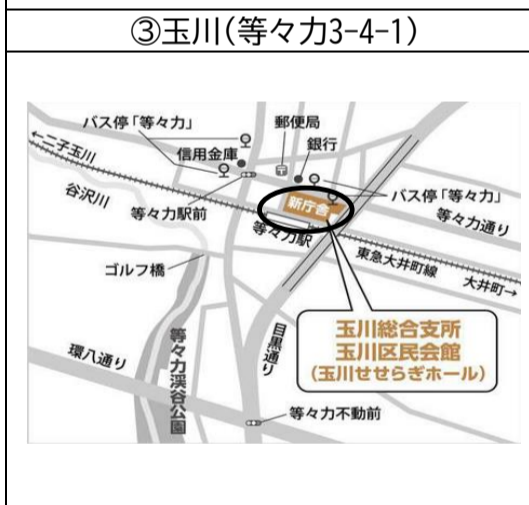 ③玉川(等々力3-4-1)
バス停「等々力」
郵便局
銀行
←二子玉川
信用金庫
谷沢川
等々力駅前
新庁舎
バス停「等々力」
等々力通り
等々力駅
東急大井町線
大井町→
ゴルフ橋
目黒通り
環八通り
等々力渓谷公園
玉川総合支所
玉川区民会館
(玉川せせらぎホール)
等々力不動前